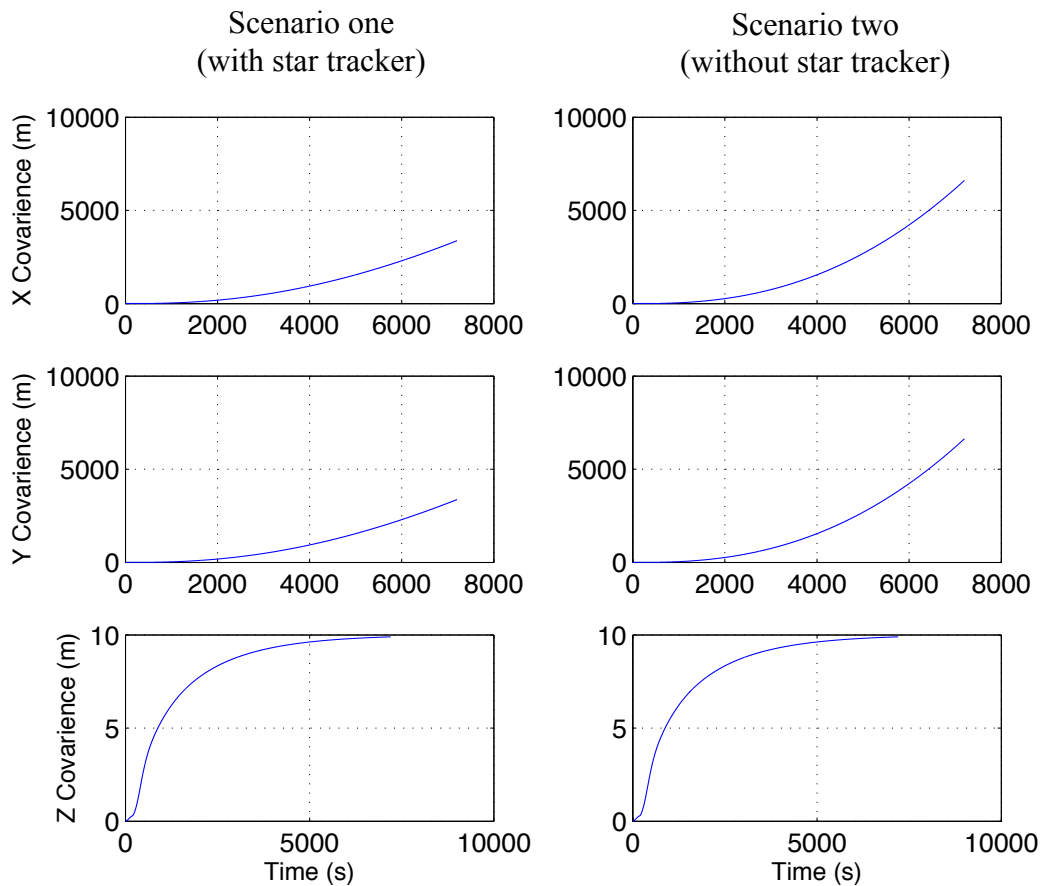 Scenario one
(with star tracker)
Scenario two
(without star tracker)
X Covarience (m)
10000
5000
0
0 2000 4000 6000 8000
10000
5000
0
0 2000 4000 6000 8000
Y Covarience (m)
10000
5000
0
0 2000 4000 6000 8000
10000
5000
0
0 2000 4000 6000 8000
Z Covarience (m)
10
5
0
0 5000 10000
Time (s)
10
5
0
0 5000 10000
Time (s)